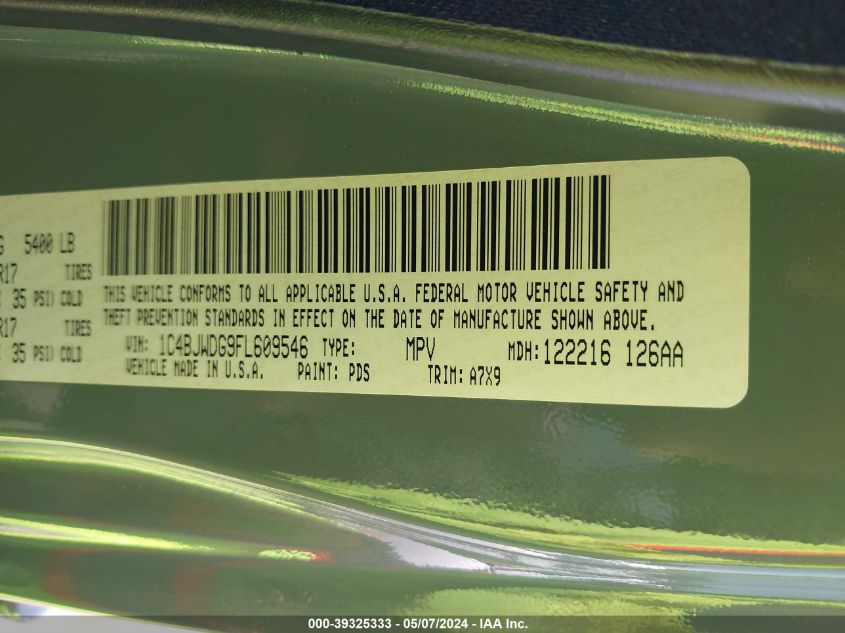 G 5400 LB
R17 TIRES
35 PSI) COLD
R17 TIRES
35 PSI) COLD
THIS VEHICLE CONFORMS TO ALL APPLICABLE U.S.A. FEDERAL MOTOR VEHICLE SAFETY AND
THEFT PREVENTION STANDARDS IN EFFECT ON THE DATE OF MANUFACTURE SHOWN ABOVE.
VIN: 1C4BJWDG9FL609546 TYPE: MPV MDH:122216 126AA
VEHICLE MADE IN U.S.A. PAINT: PDS TRIM: A7X9
000-39325333 - 05/07/2024 - IAA Inc.